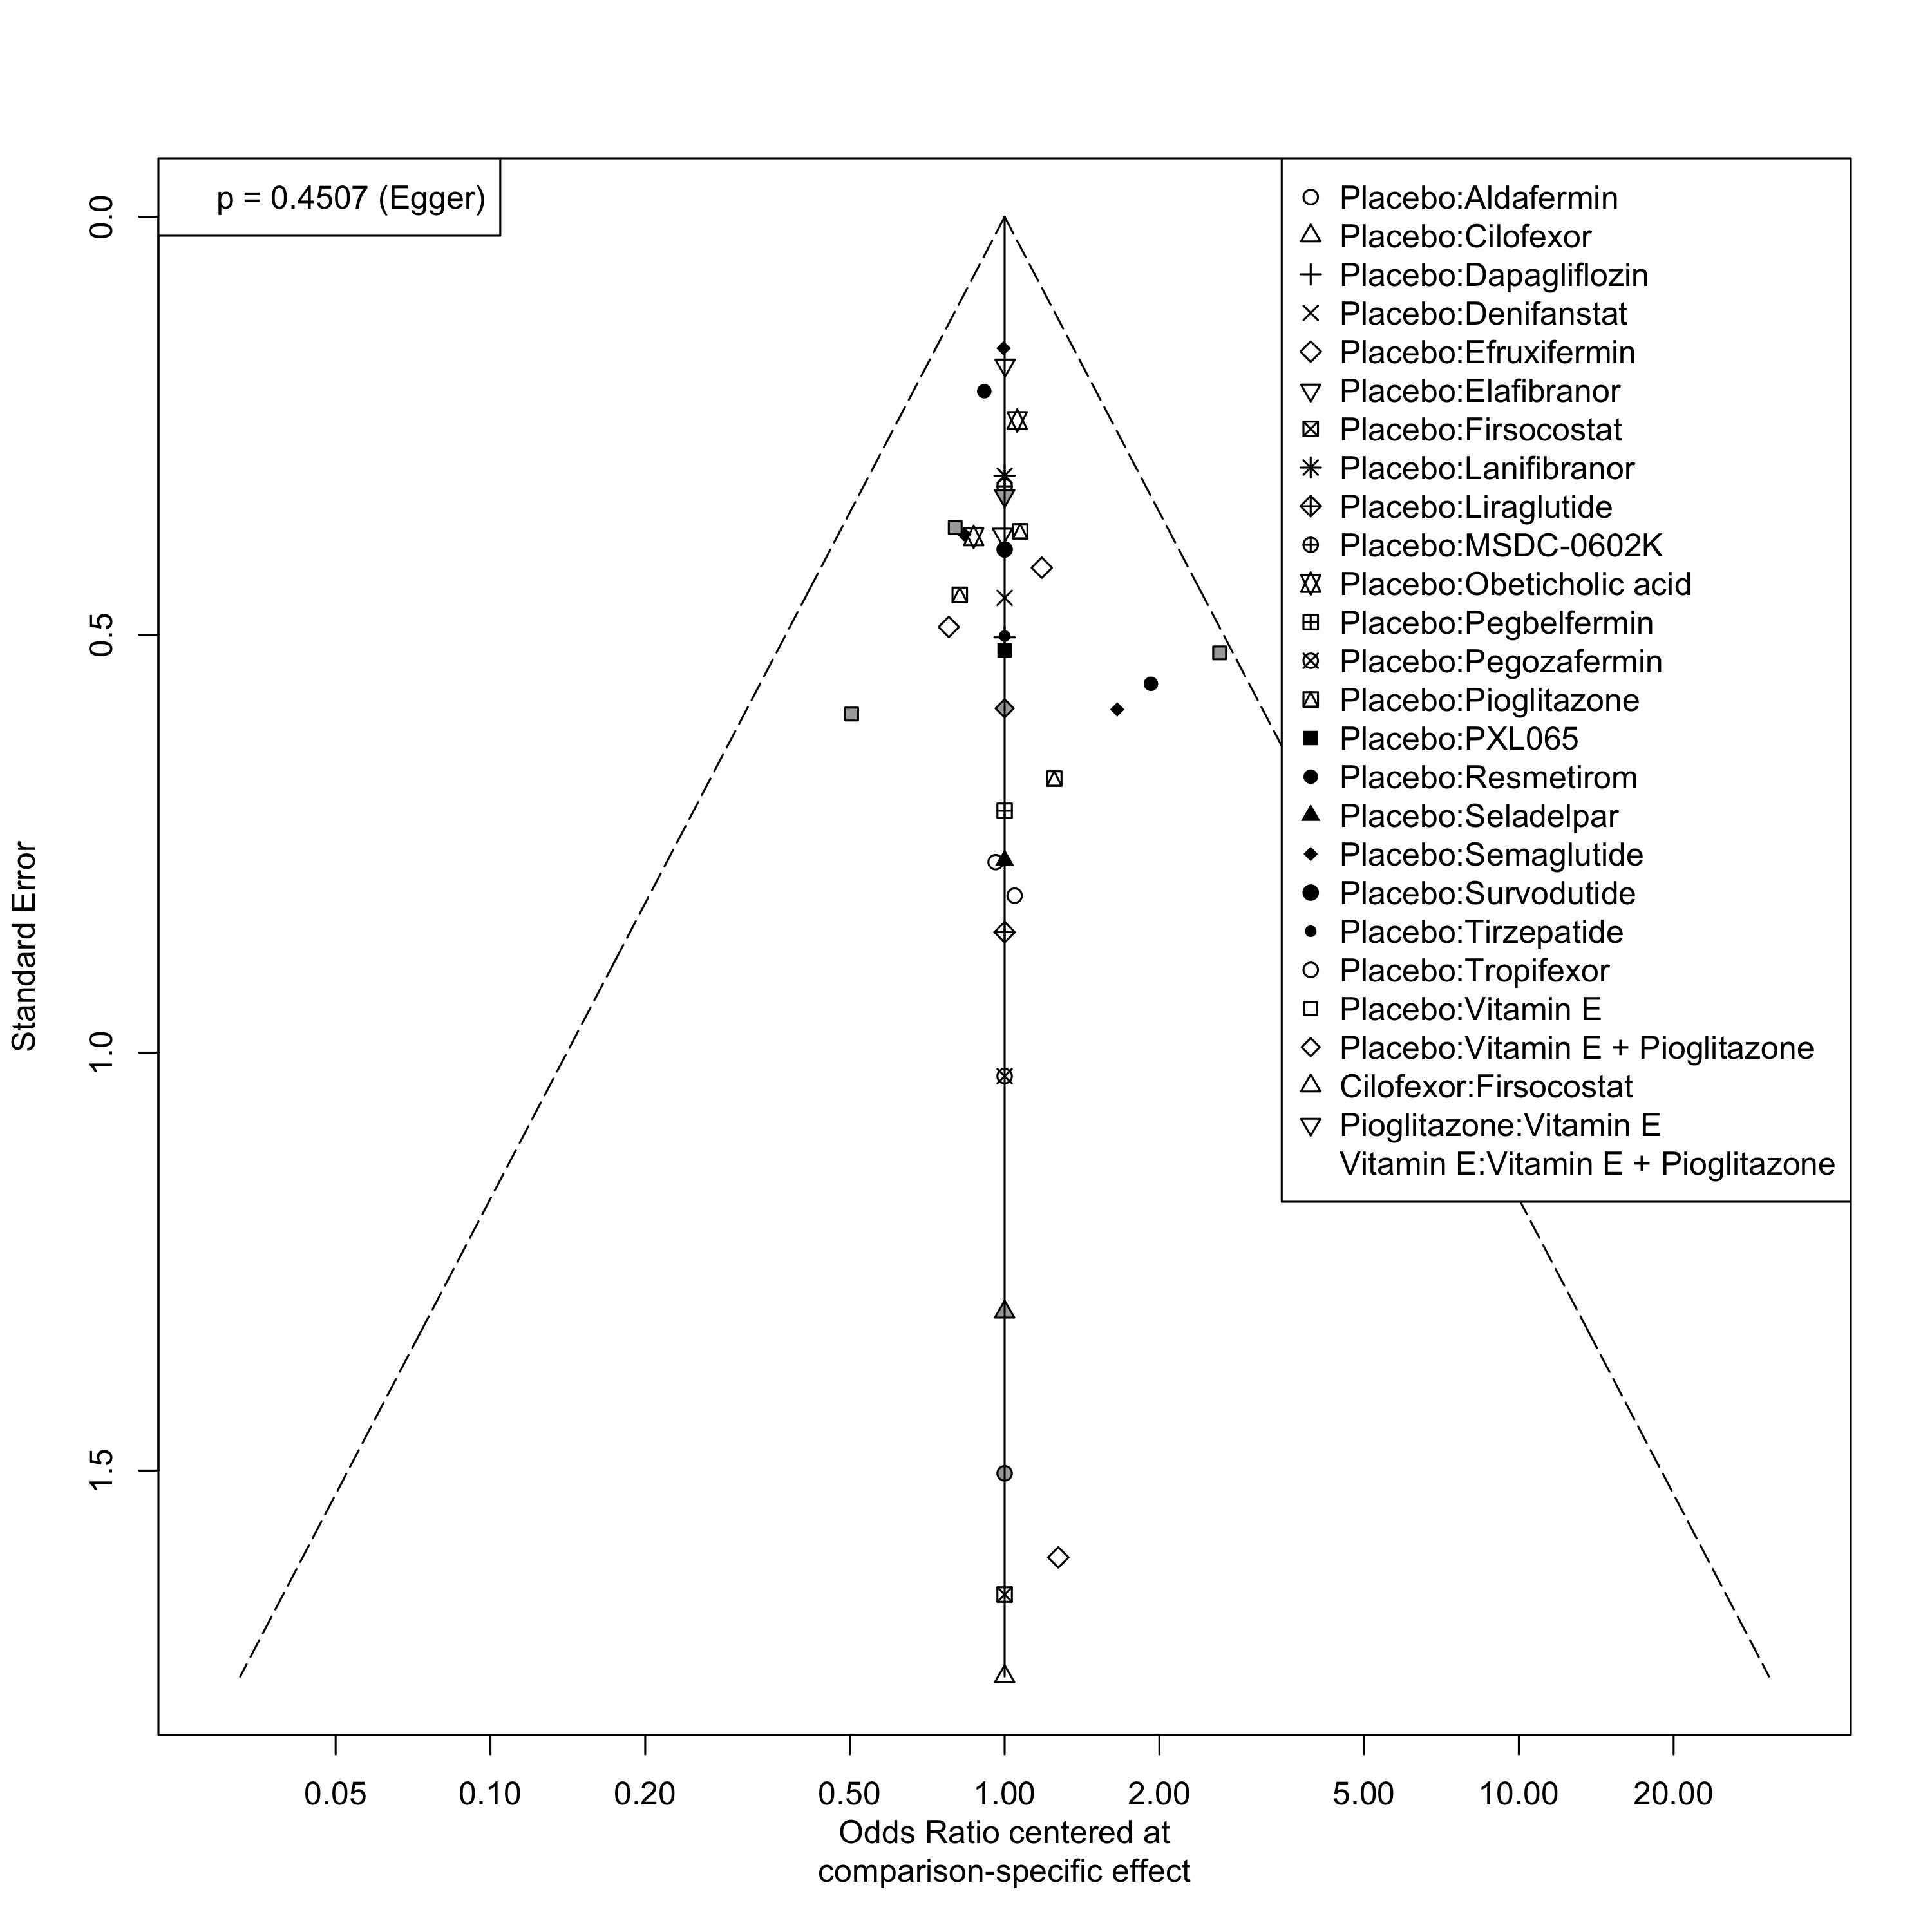 p = 0.4507 (Egger)
Placebo:Aldafermin
Placebo:Cilofexor
Placebo:Dapagliflozin
Placebo:Denifanstat
Placebo:Efruxifermin
Placebo:Elafibranor
Placebo:Firsocostat
Placebo:Lanifibranor
Placebo:Liraglutide
Placebo:MSDC-0602K
Placebo:Obeticholic acid
Placebo:Pegbelfermin
Placebo:Pegozafermin
Placebo:Pioglitazone
Placebo:PXL065
Placebo:Resmetirom
Placebo:Seladelpar
Placebo:Semaglutide
Placebo:Survodutide
Placebo:Tirzepatide
Placebo:Tropifexor
Placebo:Vitamin E
Placebo:Vitamin E + Pioglitazone
Cilofexor:Firsocostat
Pioglitazone:Vitamin E
Vitamin E:Vitamin E + Pioglitazone
0.0
0.5
1.0
1.5
Standard Error
0.05
0.10
0.20
0.50
1.00
2.00
5.00
10.00
20.00
Odds Ratio centered at
comparison-specific effect